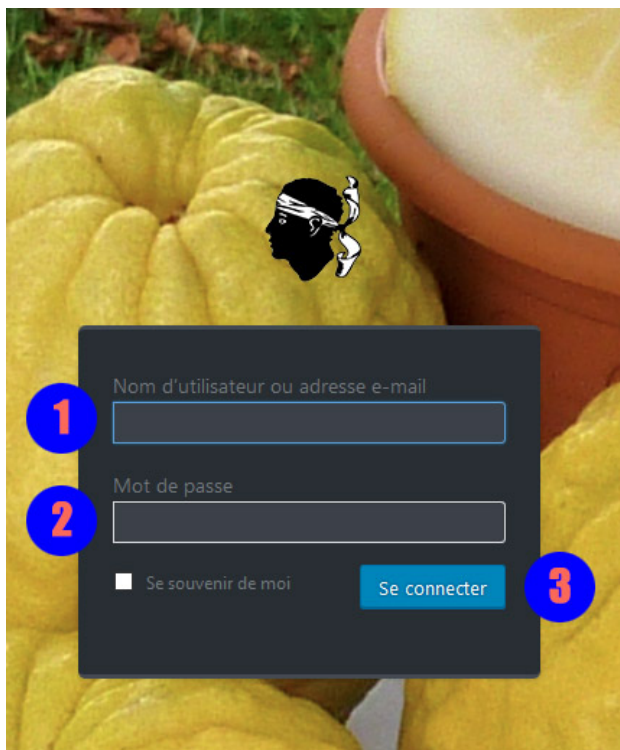 Nom d'utilisateur ou adresse e-mail
1
Mot de passe
2
Se souvenir de moi
Se connecter
3